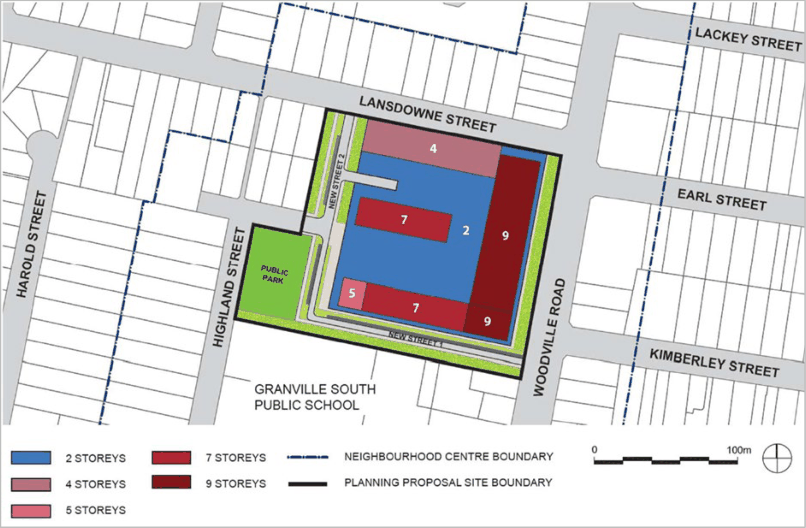 LACKEY STREET
LANSDOWNE STREET
4
NEW STREET 2
EARL STREET
7
2
9
HAROLD STREET
HIGHLAND STREET
PUBLIC
PARK
5
7
9
WOODVILLE ROAD
NEW STREET 1
KIMBERLEY STREET
GRANVILLE SOUTH
PUBLIC SCHOOL
2 STOREYS
7 STOREYS
NEIGHBOURHOOD CENTRE BOUNDARY
0
100m
4 STOREYS
9 STOREYS
PLANNING PROPOSAL SITE BOUNDARY
5 STOREYS